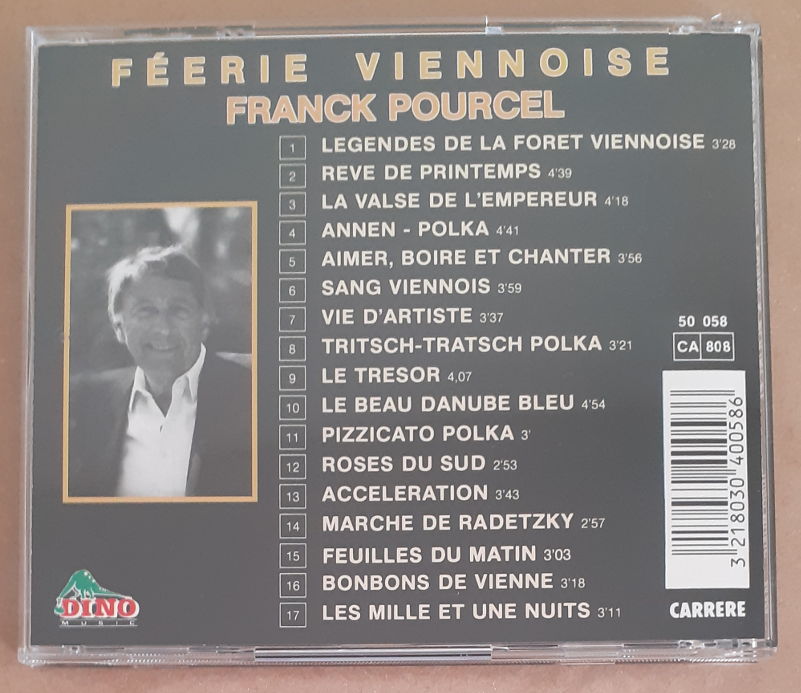 FÉERIE VIENNOISE
FRANCK POURCEL
1 LEGENDES DE LA FORET VIENNOISE 3'28
2 REVE DE PRINTEMPS 4'39
3 LA VALSE DE L'EMPEREUR 4'18
4 ANNEN - POLKA 4'41
5 AIMER, BOIRE ET CHANTER 3'56
6 SANG VIENNOIS 3'59
7 VIE D'ARTISTE 3'37
8 TRITSCH-TRATSCH POLKA 3'21
9 LE TRESOR 4,07
10 LE BEAU DANUBE BLEU 4'54
11 PIZZICATO POLKA 3'
12 ROSES DU SUD 2'53
13 ACCELERATION 3'43
14 MARCHE DE RADETZKY 2'57
15 FEUILLES DU MATIN 3'03
16 BONBONS DE VIENNE 3'18
17 LES MILLE ET UNE NUITS 3'11
50 058
CA 808
3 218030 400586
CARRERE
DINO
MUSIC